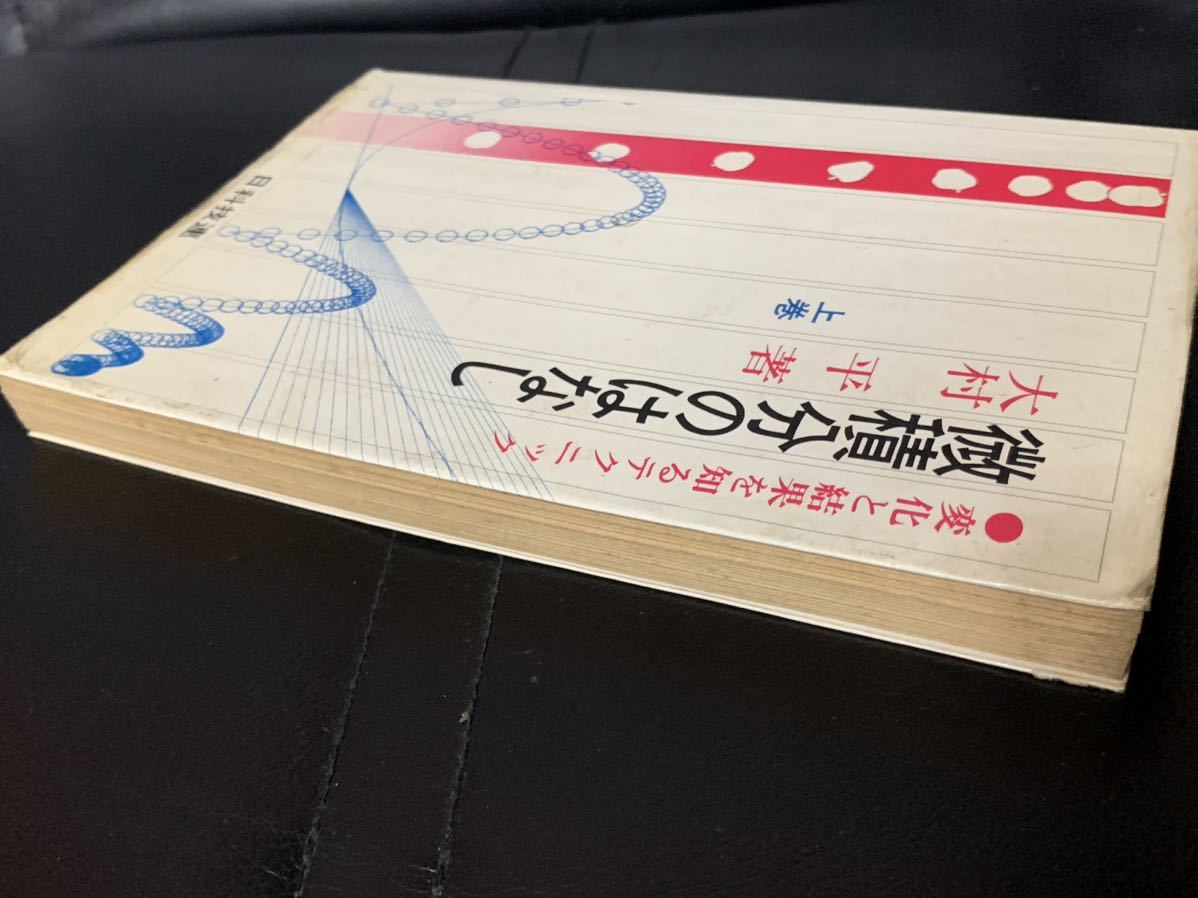 ●変化と結果を知るテクニック
微積分のはなし
大村 平 著
上巻
日科技連